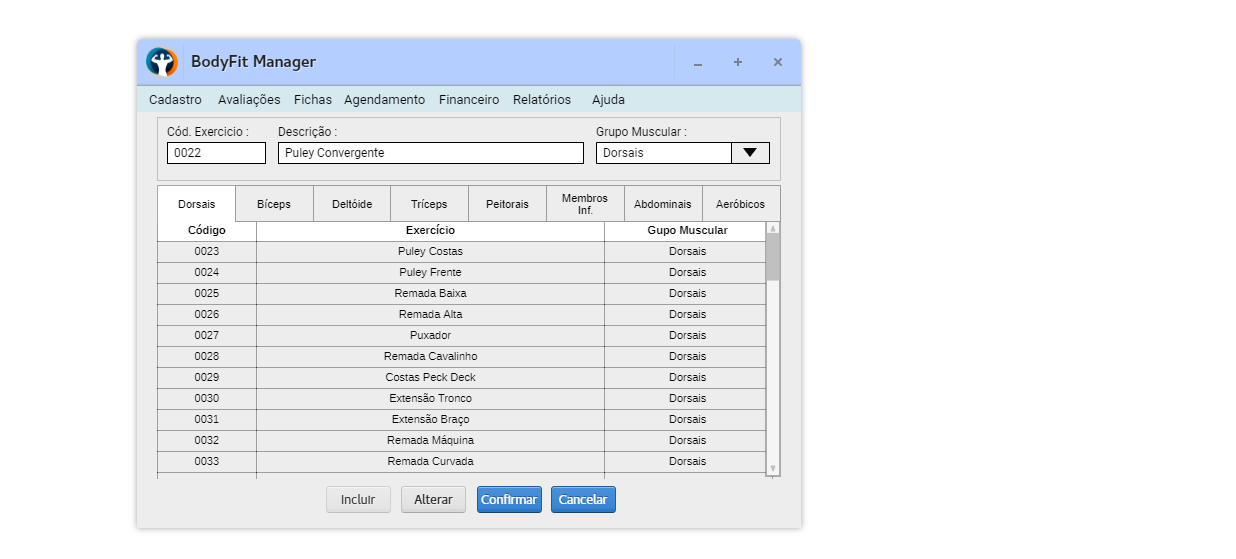 BodyFit Manager
Cadastro Avaliações Fichas Agendamento Financeiro Relatórios Ajuda
Cód. Exercicio : Descrição : Grupo Muscular :
0022 Puley Convergente Dorsais
Dorsais Bíceps Deltóide Tríceps Peitorais Membros Inf. Abdominais Aeróbicos
Código Exercício Gupo Muscular
0023 Puley Costas Dorsais
0024 Puley Frente Dorsais
0025 Remada Baixa Dorsais
0026 Remada Alta Dorsais
0027 Puxador Dorsais
0028 Remada Cavalinho Dorsais
0029 Costas Peck Deck Dorsais
0030 Extensão Tronco Dorsais
0031 Extensão Braço Dorsais
0032 Remada Máquina Dorsais
0033 Remada Curvada Dorsais
Incluir Alterar Confirmar Cancelar